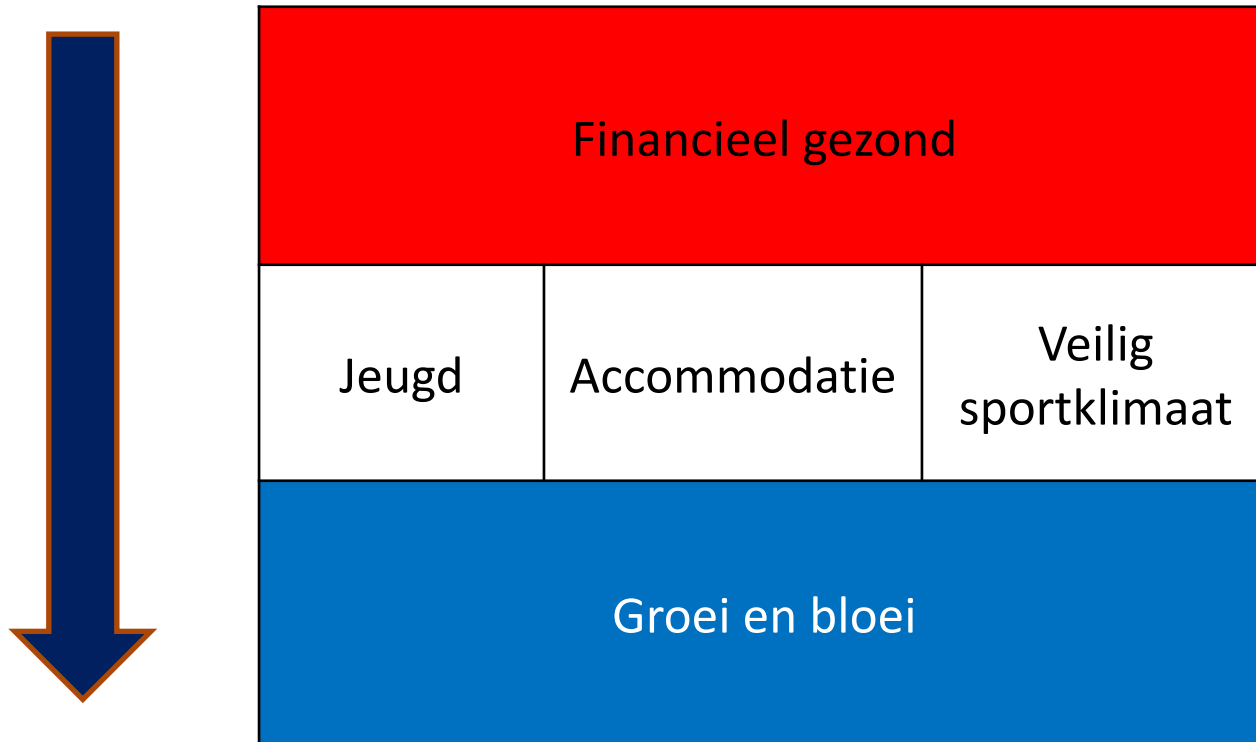 Financieel gezond
Jeugd
Accommodatie
Veilig
sportklimaat
Groei en bloei